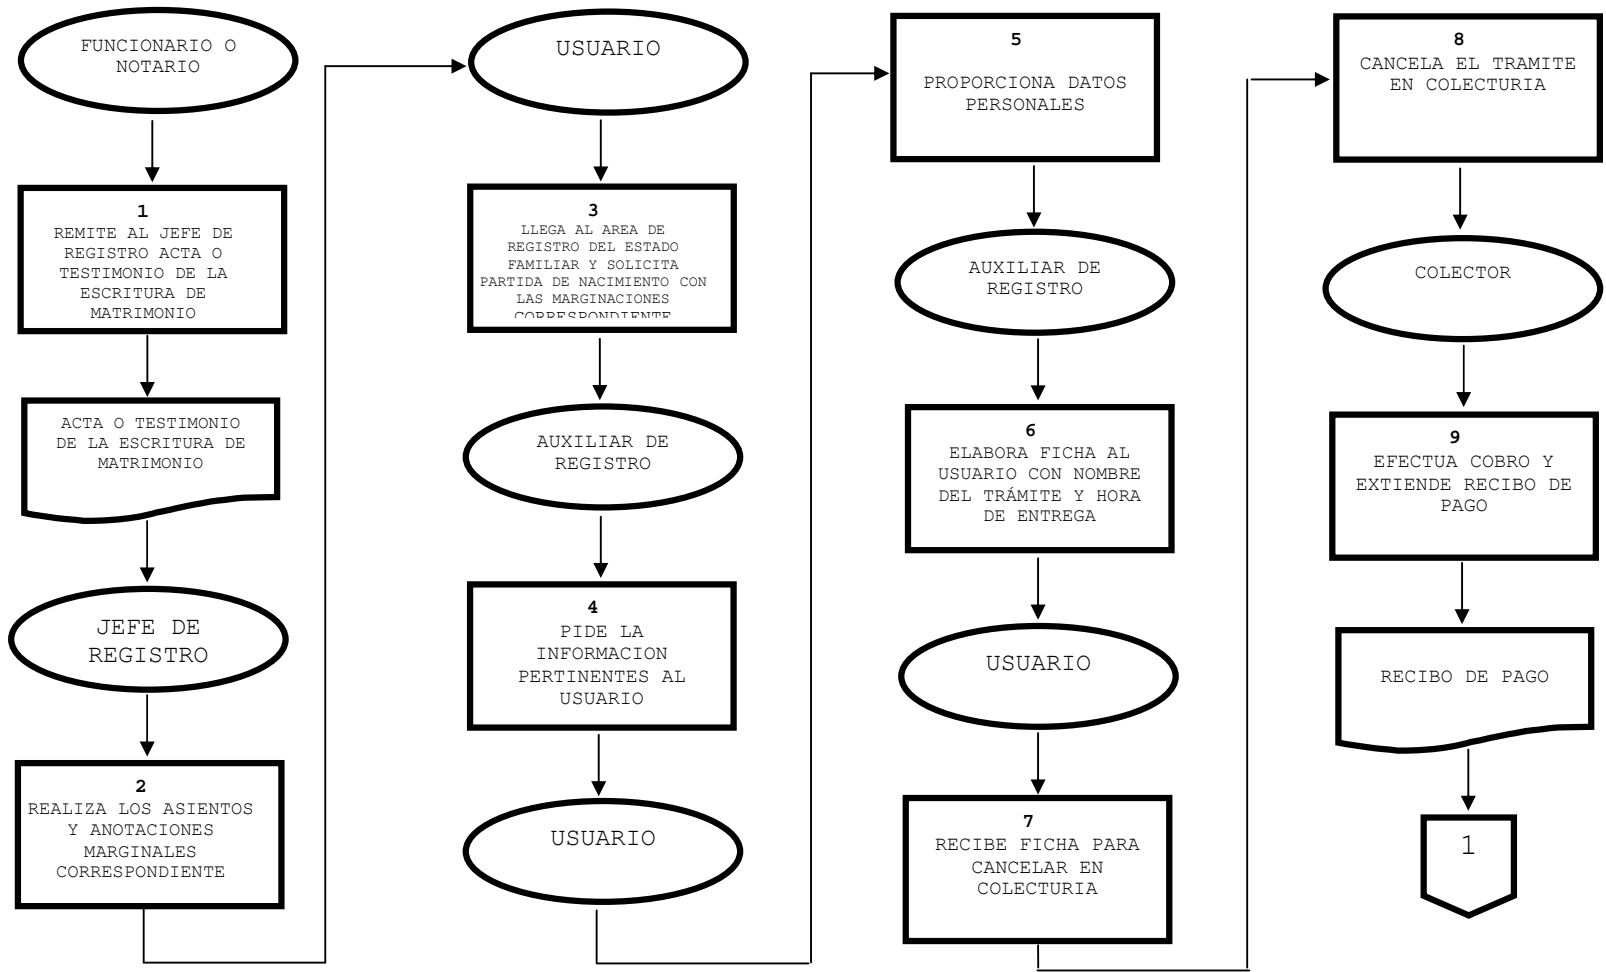 FUNCIONARIO O
NOTARIO
1
REMITE AL JEFE DE
REGISTRO ACTA O
TESTIMONIO DE LA
ESCRITURA DE
MATRIMONIO
ACTA O TESTIMONIO
DE LA ESCRITURA DE
MATRIMONIO
JEFE DE
REGISTRO
2
REALIZA LOS ASIENTOS
Y ANOTACIONES
MARGINALES
CORRESPONDIENTE
USUARIO
3
LLEGA AL AREA DE
REGISTRO DEL ESTADO
FAMILIAR Y SOLICITA
PARTIDA DE NACIMIENTO CON
LAS MARGINACIONES
CORRESPONDIENTE
AUXILIAR DE
REGISTRO
4
PIDE LA
INFORMACION
PERTINENTES AL
USUARIO
USUARIO
5
PROPORCIONA DATOS
PERSONALES
AUXILIAR DE
REGISTRO
6
ELABORA FICHA AL
USUARIO CON NOMBRE
DEL TRÁMITE Y HORA
DE ENTREGA
USUARIO
7
RECIBE FICHA PARA
CANCELAR EN
COLECTURIA
8
CANCELA EL TRAMITE
EN COLECTURIA
COLECTOR
9
EFECTUA COBRO Y
EXTIENDE RECIBO DE
PAGO
RECIBO DE PAGO
1